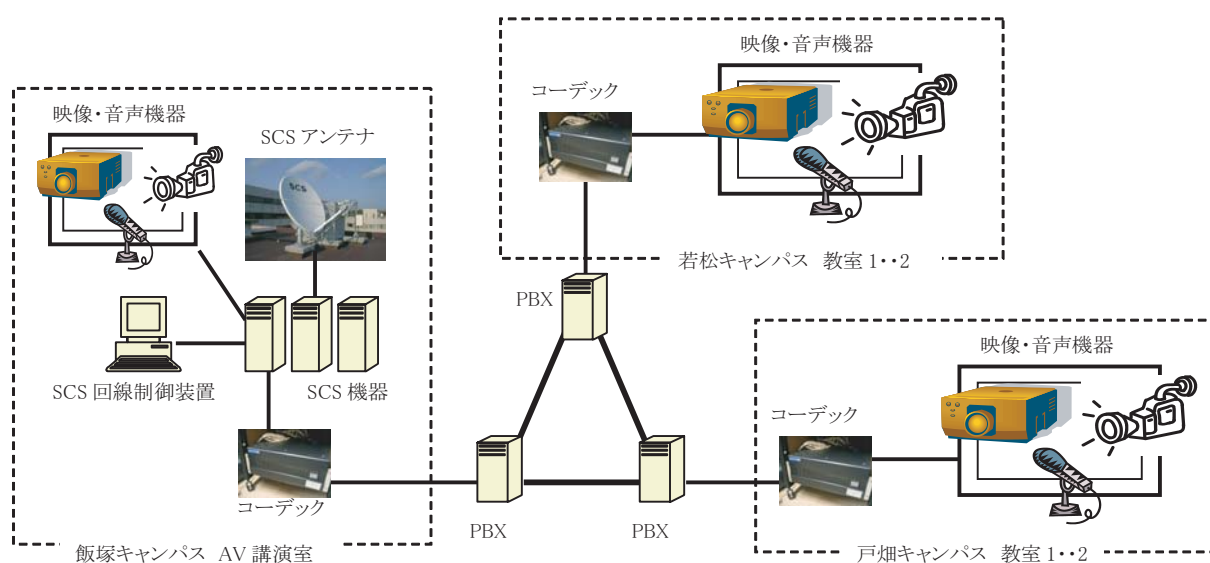 映像・音声機器
コーデック
若松キャンパス 教室 1・・2
映像・音声機器
SCS アンテナ
SCS
SCS 回線制御装置
SCS 機器
コーデック
飯塚キャンパス AV 講演室
PBX
PBX
PBX
映像・音声機器
コーデック
戸畑キャンパス 教室 1・・2